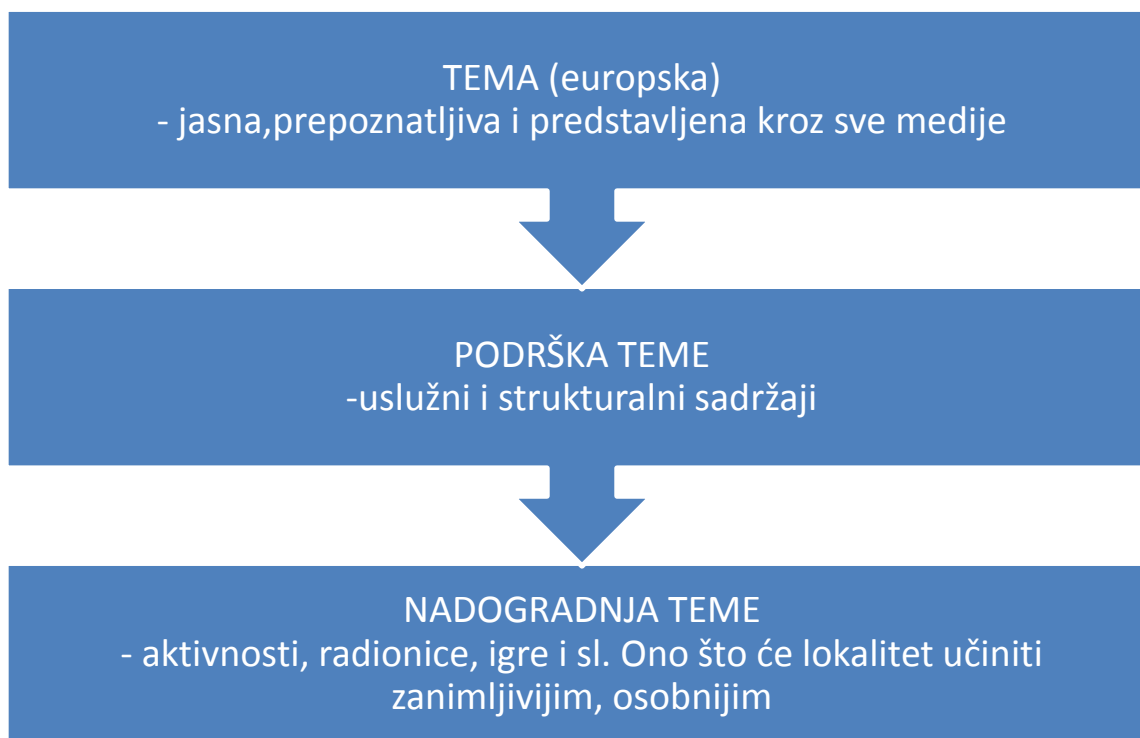 TEMA (europska)
- jasna,prepoznatljiva i predstavljena kroz sve medije
PODRŠKA TEME
-uslužni i strukturalni sadržaji
NADOGRADNJA TEME
- aktivnosti, radionice, igre i sl. Ono što će lokalitet učiniti
zanimljivijim, osobnijim